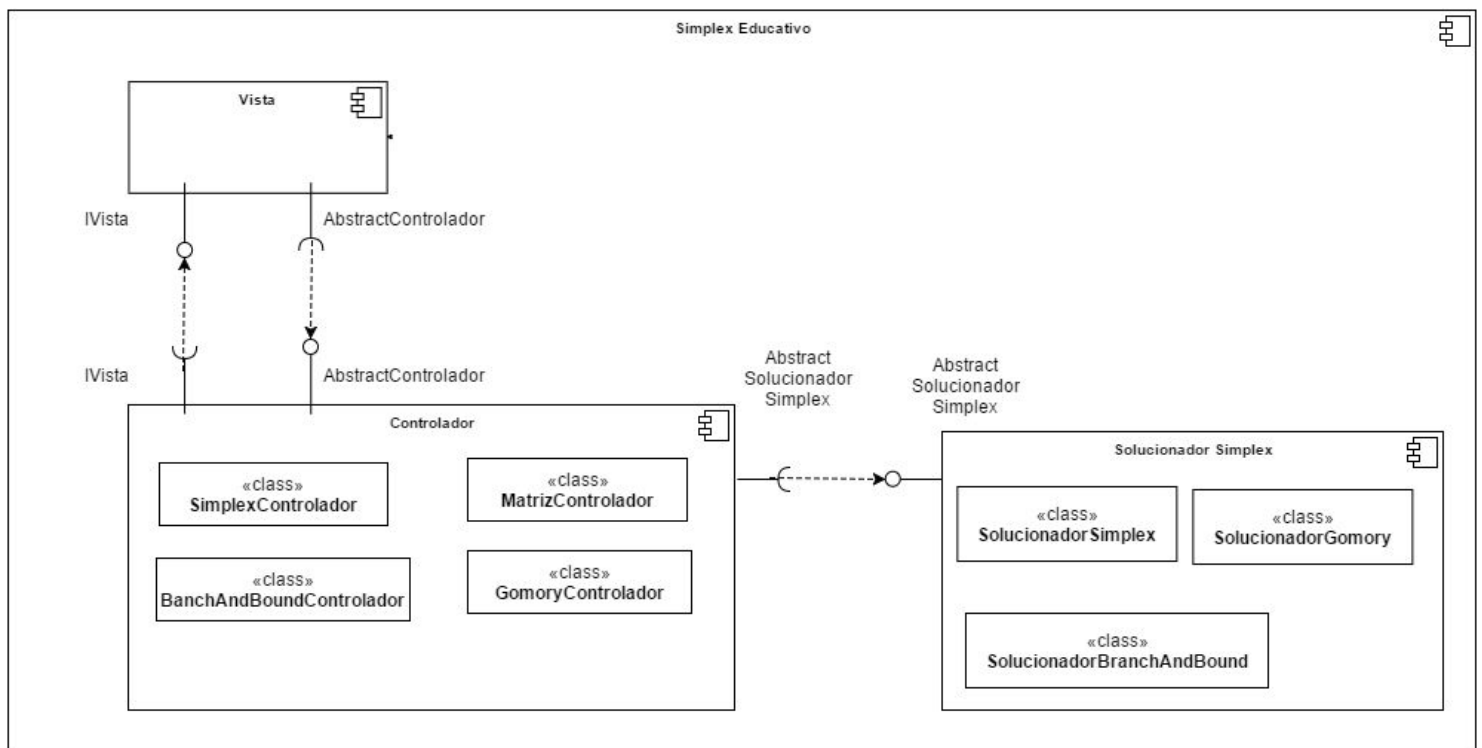 Simplex Educativo
Vista
IVista
AbstractControlador
IVista
AbstractControlador
Abstract
Solucionador
Simplex
Abstract
Solucionador
Simplex
Controlador
«class»
SimplexControlador
«class»
MatrizControlador
«class»
BanchAndBoundControlador
«class»
GomoryControlador
Solucionador Simplex
«class»
SolucionadorSimplex
«class»
SolucionadorGomory
«class»
SolucionadorBranchAndBound